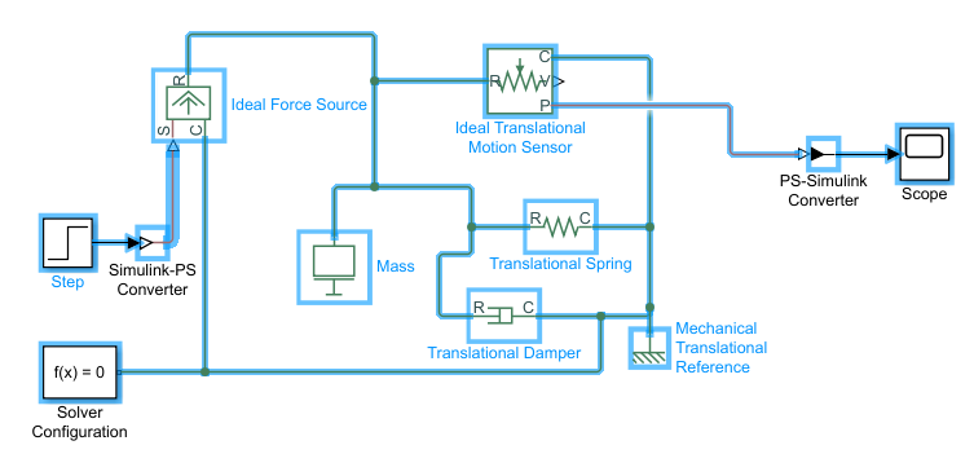 R
S
C
Ideal Force Source
R
C
V
P
Ideal Translational
Motion Sensor
PS-Simulink
Converter
Scope
Step
Simulink-PS
Converter
Mass
R
C
Translational Spring
R
C
Translational Damper
Mechanical
Translational
Reference
f(x) = 0
Solver
Configuration